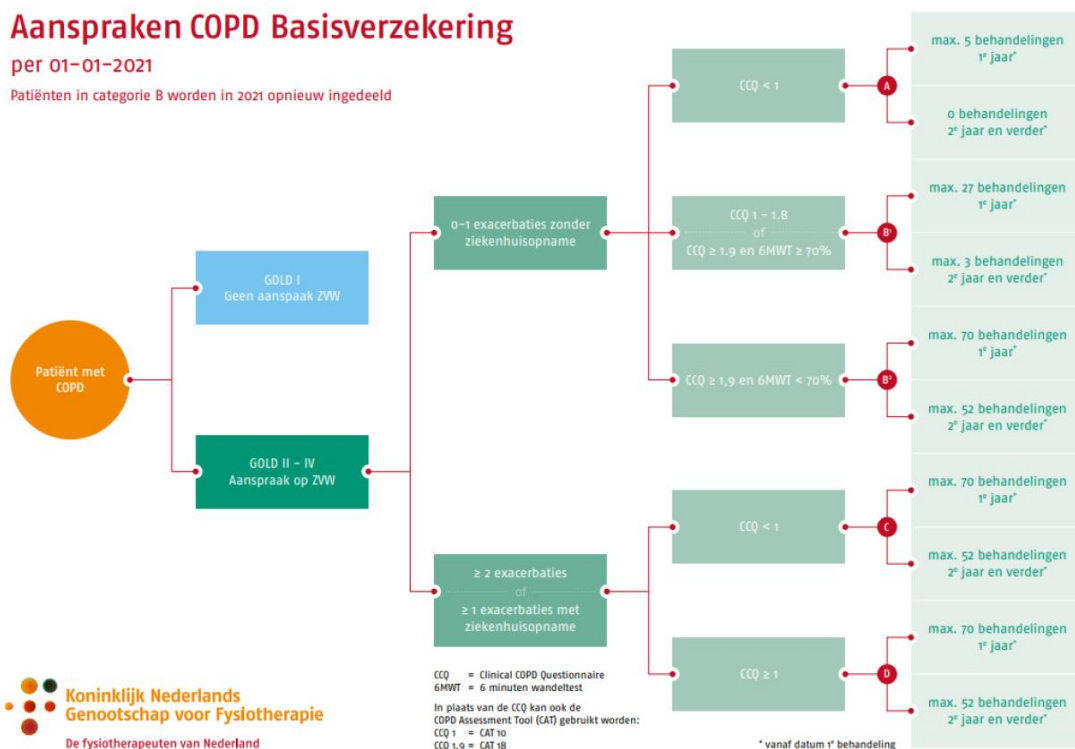 Aanspraken COPD Basisverzekering
per 01-01-2021
Patiënten in categorie B worden in 2021 opnieuw ingedeeld
Patiënt met
COPD
GOLD I
Geen aanspaak ZVW
GOLD II - IV
Aanspraak op ZVW
0-1 exacerbaties zonder
ziekenhuisopname
≥ 2 exacerbaties
of
≥ 1 exacerbaties met
ziekenhuisopname
CCQ < 1
A
max. 5 behandelingen
1e jaar*
0 behandelingen
2e jaar en verder*
CCQ 1 - 1.8
of
CCQ ≥ 1.9 en 6MWT ≥ 70%
B1
max. 27 behandelingen
1e jaar*
max. 3 behandelingen
2e jaar en verder*
CCQ ≥ 1,9 en 6MWT < 70%
B2
max. 70 behandelingen
1e jaar*
max. 52 behandelingen
2e jaar en verder*
CCQ < 1
C
max. 70 behandelingen
1e jaar*
max. 52 behandelingen
2e jaar en verder*
CCQ ≥ 1
D
max. 70 behandelingen
1e jaar*
max. 52 behandelingen
2e jaar en verder*
CCQ = Clinical COPD Questionnaire
6MWT = 6 minuten wandeltest
In plaats van de CCQ kan ook de
COPD Assessment Tool (CAT) gebruikt worden:
CCQ 1 = CAT 10
CCQ 1.9 = CAT 18
* vanaf datum 1e behandeling
Koninklijk Nederlands
Genootschap voor Fysiotherapie
De fysiotherapeuten van Nederland